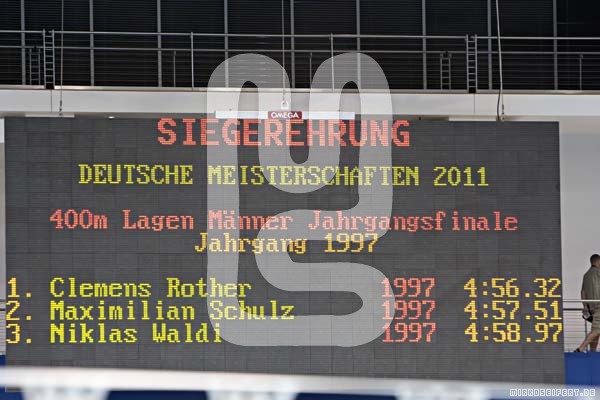 OMEGA
SIEGEREHRUNG
DEUTSCHE MEISTERSCHAFTEN 2011
400m Lagen Männer Jahrgangsfinale
Jahrgang 1997
1. Clemens Rother 1997 4:56.32
2. Maximilian Schulz 1997 4:57.51
3. Niklas Waldi 1997 4:58.97
MIRKOSEIFERT.DE